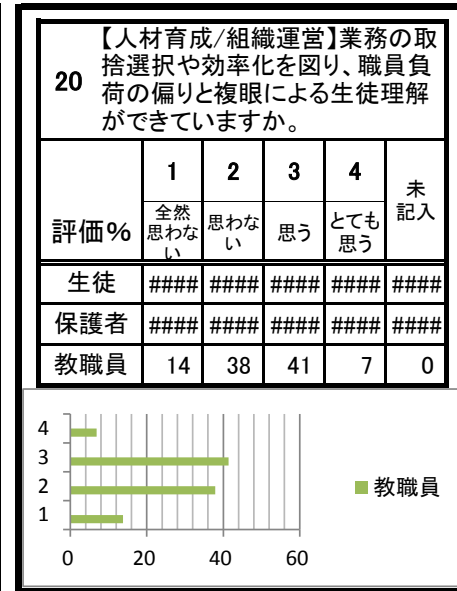 【人材育成/組織運営】業務の取
20 捨選択や効率化を図り、職員負
荷の偏りと複眼による生徒理解
ができていますか。
評価% 1 2 3 4 未
記入
全然
思わな
い 思わな
い 思う とても
思う
生徒 #### #### #### #### ####
保護者 #### #### #### #### ####
教職員 14 38 41 7 0
4
3
2
1
0 20 40 60
教職員